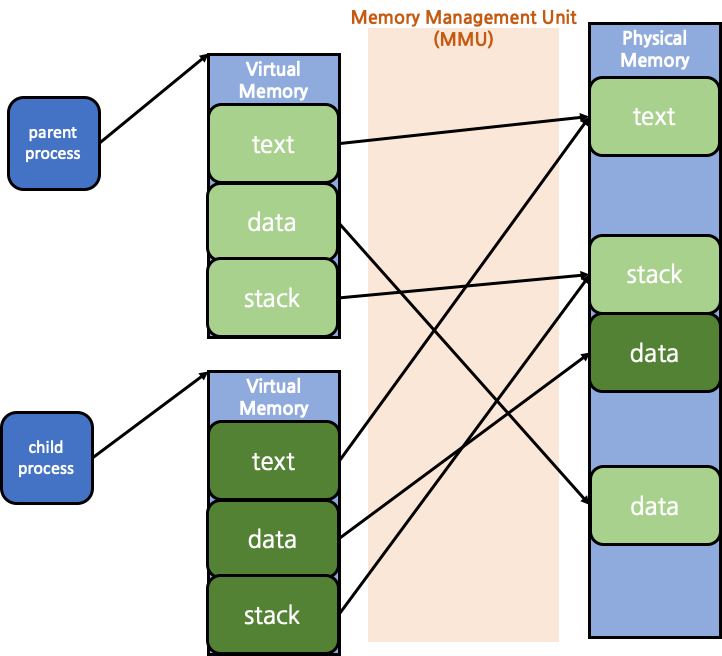 Memory Management Unit
(MMU)
parent
process
Virtual
Memory
text
data
stack
child
process
Virtual
Memory
text
data
stack
Physical
Memory
text
stack
data
data